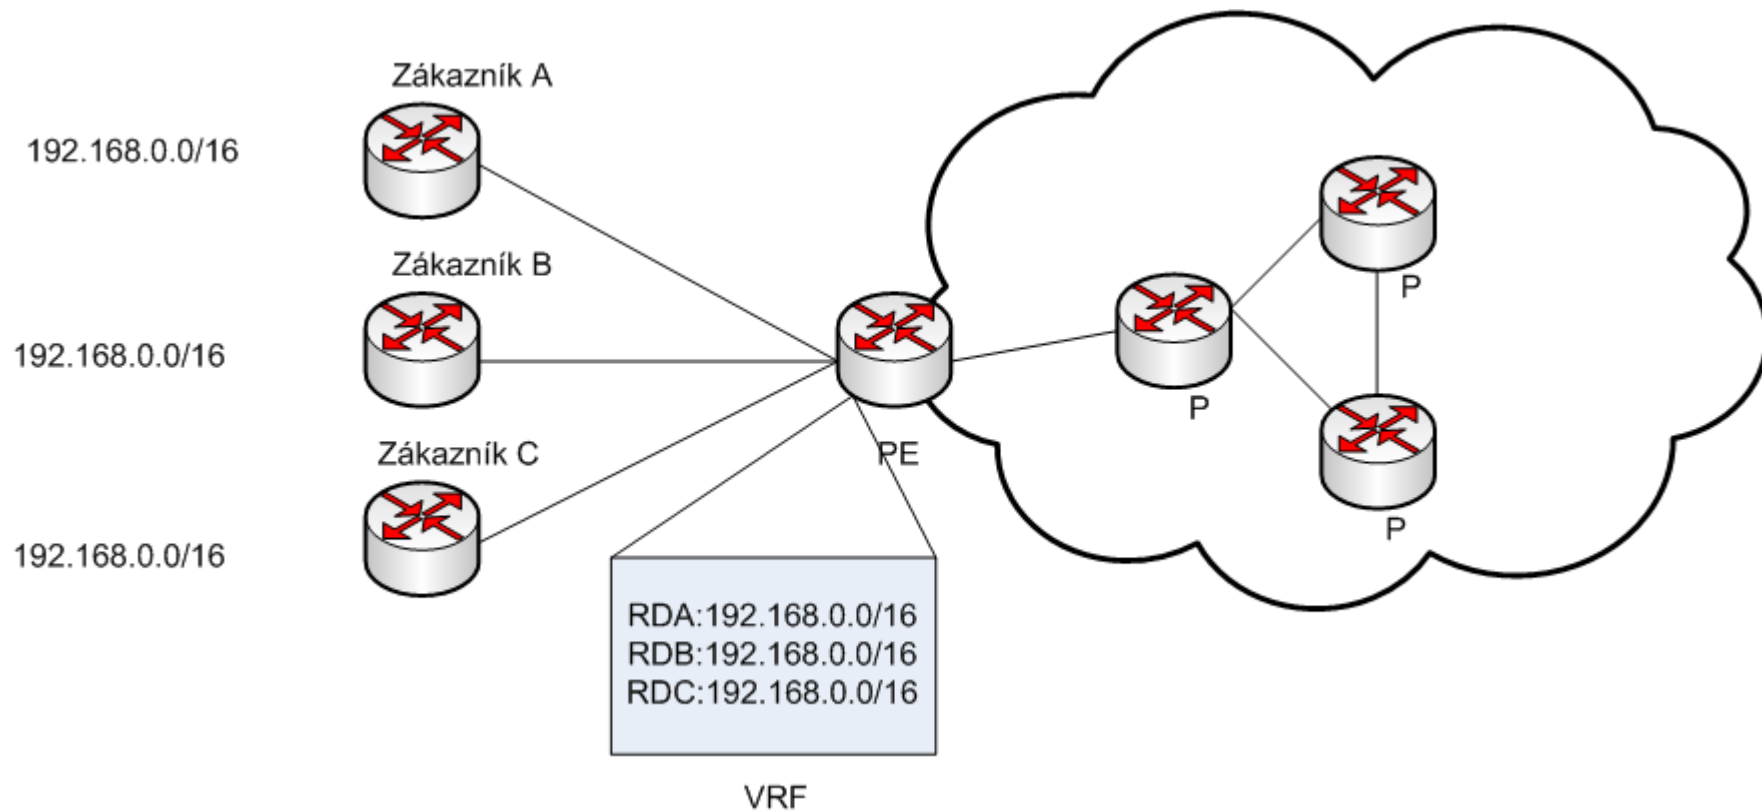 Zákazník A
192.168.0.0/16
Zákazník B
192.168.0.0/16
Zákazník C
192.168.0.0/16
PE
P
P
P
RDA:192.168.0.0/16
RDB:192.168.0.0/16
RDC:192.168.0.0/16
VRF